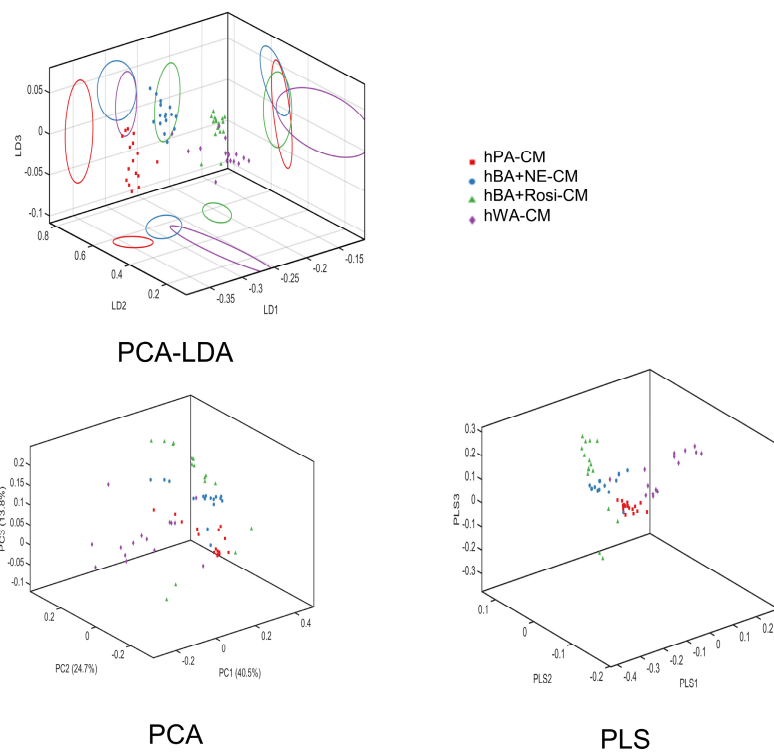 0.05
0
-0.05
-0.1
LD3
0.8
0.6
0.4
0.2
LD2
-0.35
-0.3
-0.25
-0.2
-0.15
LD1
PCA-LDA
hPA-CM
hBA+NE-CM
hBA+Rosi-CM
hWA-CM
0.2
0.15
0.1
0.05
0
-0.05
-0.1
PC3 (13.8%)
0.2
0
-0.2
PC2 (24.7%)
-0.2
0
0.2
0.4
PC1 (40.5%)
PCA
0.3
0.2
0.1
0
-0.1
-0.2
-0.3
PLS3
0.1
0
-0.1
-0.2
PLS2
-0.4
-0.3
-0.2
-0.1
0
0.1
0.2
PLS1
PLS